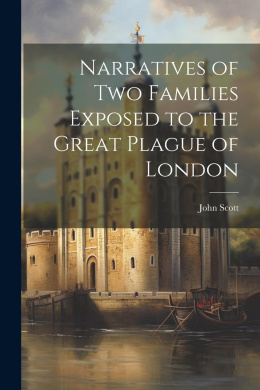 Narratives of
Two Families
Exposed to the
Great Plague of
London
John Scott